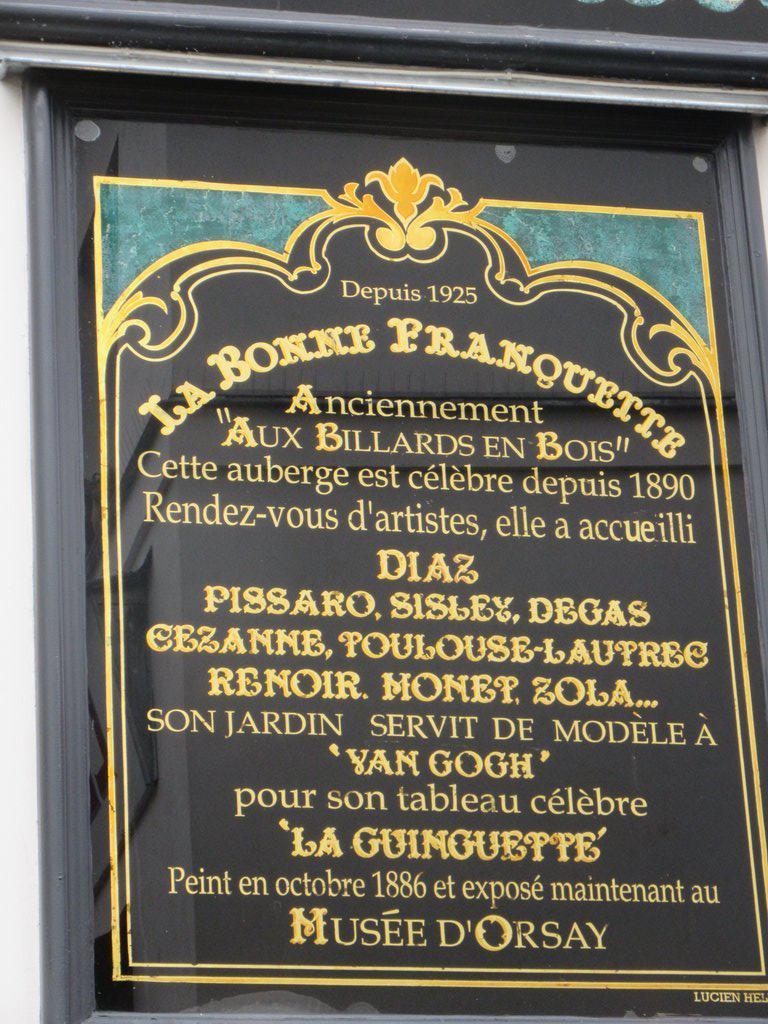 Depuis 1925
LA BONNE FRANQUETTE
Anciennement
"AUX BILLARDS EN BOIS"
Cette auberge est célèbre depuis 1890
Rendez-vous d'artistes, elle a accueilli
DIAZ
PISSARO, SISLEY, DEGAS
CEZANNE, TOULOUSE-LAUTREC
RENOIR. MONET, ZOLA...
SON JARDIN SERVIT DE MODÈLE À
'VAN GOGH'
pour son tableau célèbre
'LA GUINGUETTE'
Peint en octobre 1886 et exposé maintenant au
MUSÉE D'ORSAY
LUCIEN